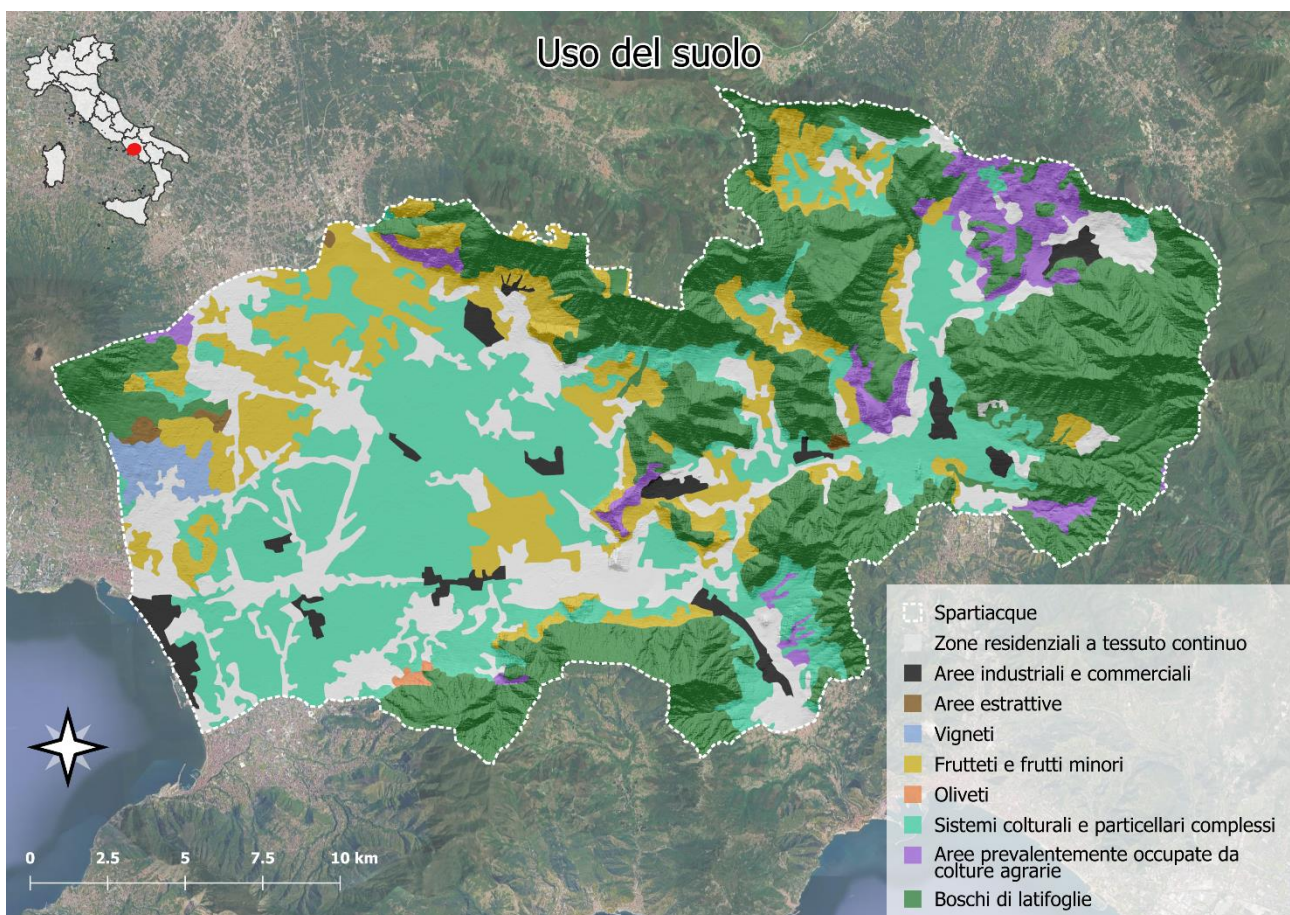 Uso del suolo
Spartiacque
Zone residenziali a tessuto continuo
Aree industriali e commerciali
Aree estrattive
Vigneti
Frutteti e frutti minori
Oliveti
Sistemi colturali e particellari complessi
Aree prevalentemente occupate da
colture agrarie
Boschi di latifoglie
0 2.5 5 7.5 10 km